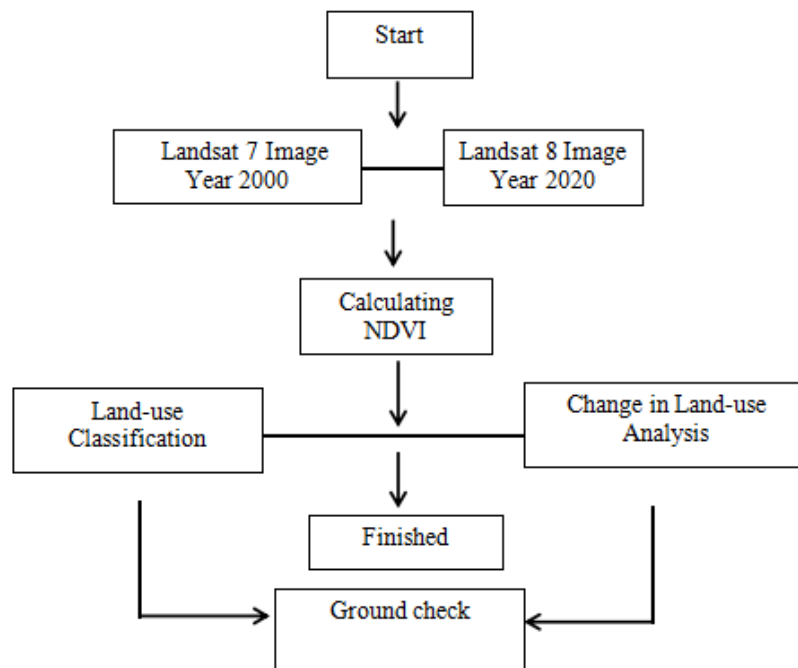 Start
Landsat 7 Image
Year 2000
Landsat 8 Image
Year 2020
Calculating
NDVI
Land-use
Classification
Change in Land-use
Analysis
Finished
Ground check